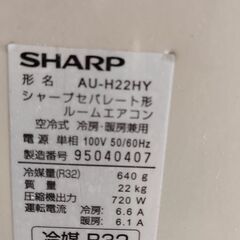 SHARP
形 名 AU-H22HY
シャープセパレート形
ルームエアコン
空冷式 冷房・暖房兼用
電源 単相 100V 50/60Hz
製造番号 95040407
冷媒量(R32) 640 g
質 量 22 kg
圧縮機出力 720 W
運転電流 冷房: 6.6 A
暖房: 6.1 A
冷媒 R32